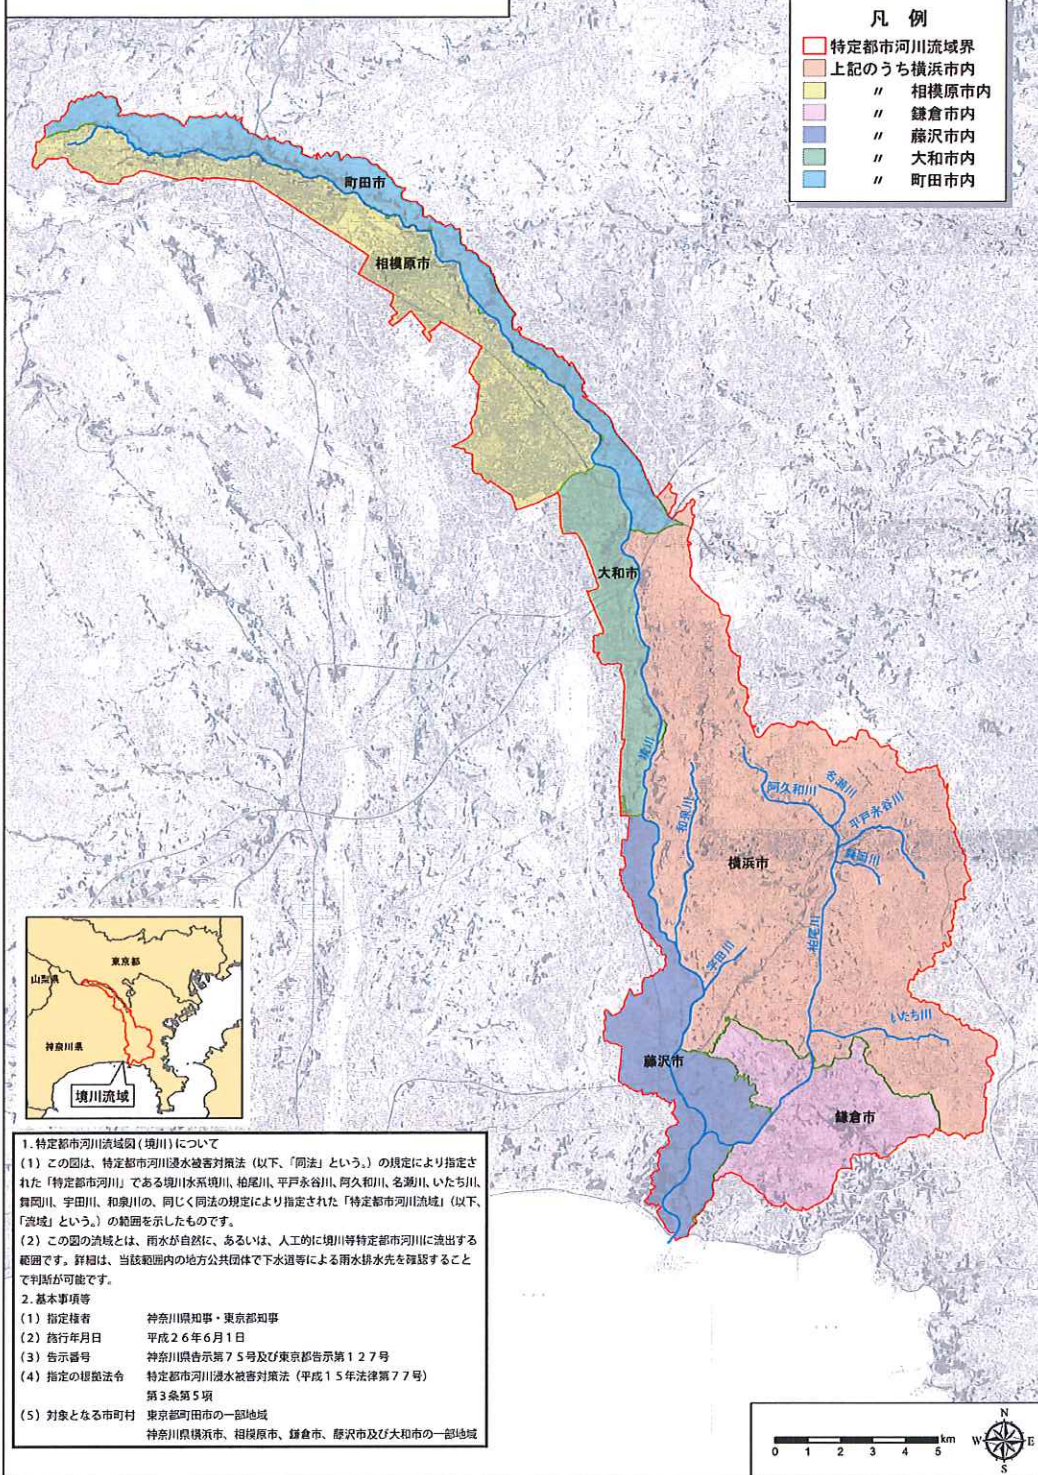 凡 例
特定都市河川流域界
上記のうち横浜市内
〃 相模原市内
〃 鎌倉市内
〃 藤沢市内
〃 大和市内
〃 町田市内
町田市
相模原市
大和市
境川
和泉川
阿久和川
名瀬川
平戸永谷川
舞岡川
横浜市
柏尾川
宇田川
いたち川
藤沢市
鎌倉市
東京都
山梨県
神奈川県
境川流域
1.特定都市河川流域図(境川)について
(1) この図は、特定都市河川浸水被害対策法（以下、「同法」という。）の規定により指定さ
れた「特定都市河川」である境川水系境川、柏尾川、平戸永谷川、阿久和川、名瀬川、いたち川、
舞岡川、宇田川、和泉川の、同じく同法の規定により指定された「特定都市河川流域」（以下、
「流域」という。）の範囲を示したものです。
(2) この図の流域とは、雨水が自然に、あるいは、人工的に境川等特定都市河川に流出する
範囲です。詳細は、当該範囲内の地方公共団体で下水道等による雨水排水先を確認すること
で判断が可能です。
2.基本事項等
(1) 指定権者 神奈川県知事・東京都知事
(2) 施行年月日 平成26年6月1日
(3) 告示番号 神奈川県告示第75号及び東京都告示第127号
(4) 指定の根拠法令 特定都市河川浸水被害対策法（平成15年法律第77号）
第3条第5項
(5) 対象となる市町村 東京都町田市の一部地域
神奈川県横浜市、相模原市、鎌倉市、藤沢市及び大和市の一部地域
km
0 1 2 3 4 5
N
W E
S